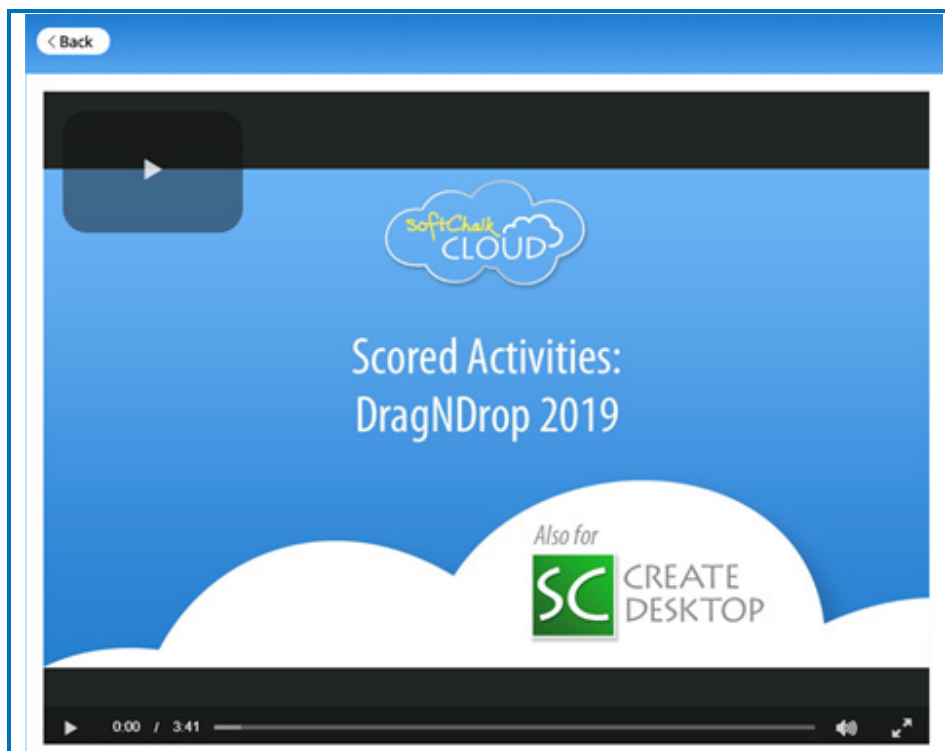 < Back
softChalk
CLOUD
Scored Activities:
DragNDrop 2019
Also for
SC CREATE
DESKTOP
0:00 / 3:41